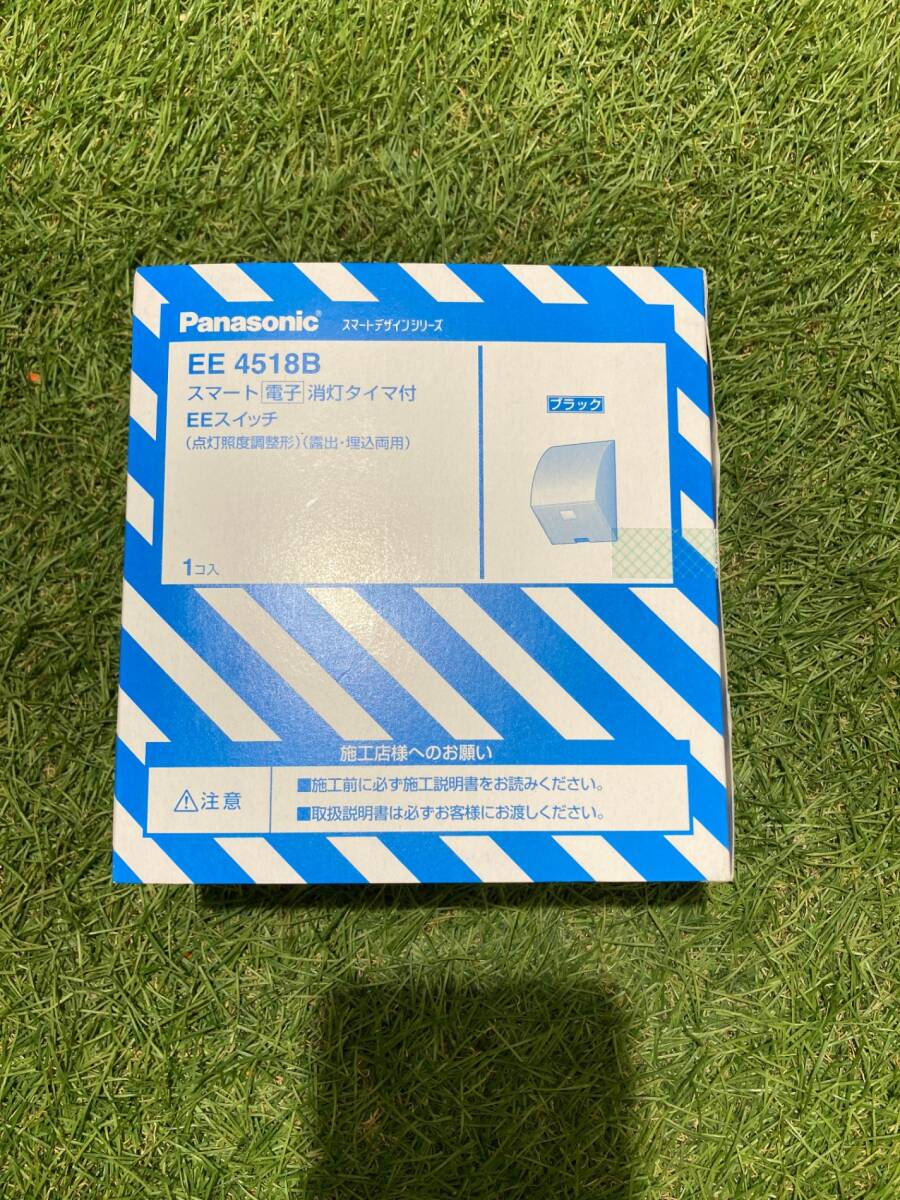 Panasonic スマートデザインシリーズ
EE 4518B
スマート電子消灯タイマ付
EEスイッチ
(点灯照度調整形)(露出・埋込両用)
1コ入
ブラック
施工店様へのお願い
⚠注意
■施工前に必ず施工説明書をお読みください。
■取扱説明書は必ずお客様にお渡しください。